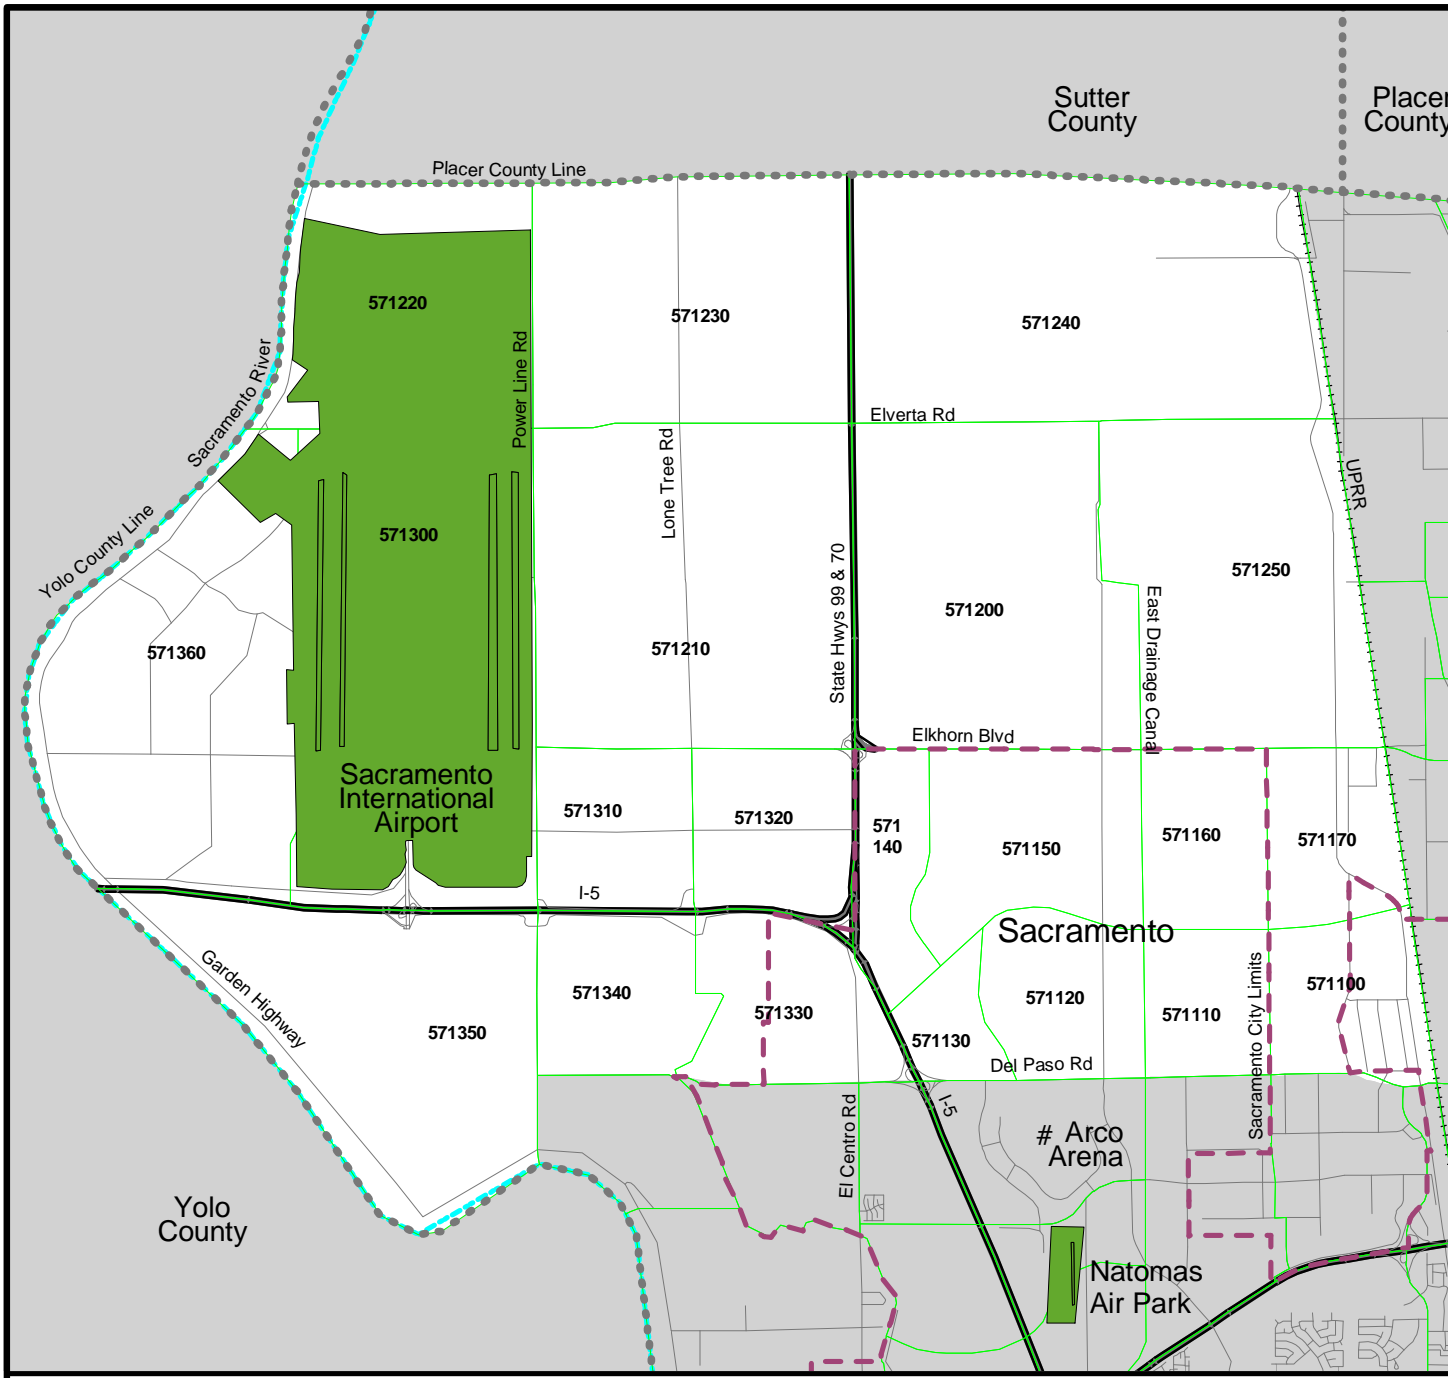 Sutter
County
Placer
County
Placer County Line
571220
571230
571240
Power Line Rd
Sacramento River
Elverta Rd
Lone Tree Rd
UPRR
Yolo County Line
571300
State Hwys 99 & 70
571250
571200
East Drainage Canal
571360
571210
Elkhorn Blvd
Sacramento
International
Airport
571310
571320
571
140
571150
571160
571170
I-5
Sacramento
Garden Highway
571340
571330
571350
571130
571120
571110
571100
Sacramento City Limits
Del Paso Rd
I-5
El Centro Rd
# Arco
Arena
Yolo
County
Natomas
Air Park